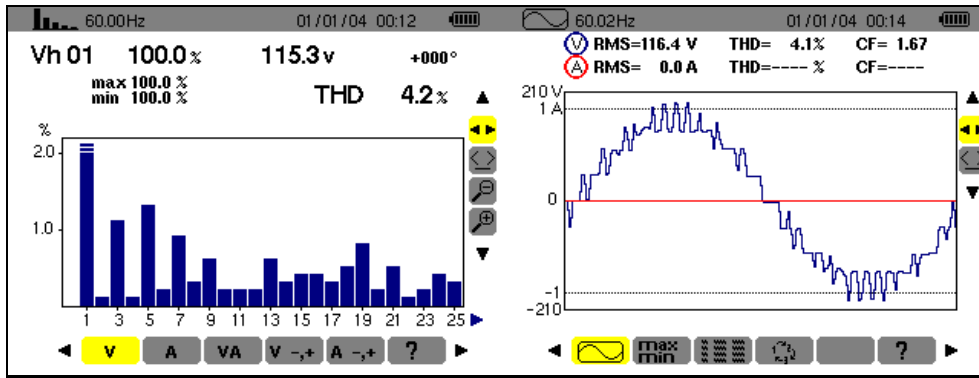 60.00Hz 01/01/04 00:12
Vh 01 100.0 % 115.3 v +000°
max 100.0 %
min 100.0 %
THD 4.2 %
%
2.0
1.0
1 3 5 7 9 11 13 15 17 19 21 23 25
V A VA V -,+ A -,+ ?
60.02Hz 01/01/04 00:14
V RMS=116.4 V THD= 4.1% CF= 1.67
A RMS= 0.0 A THD=---- % CF=----
210 V
1 A
0
-1
-210
max
min
?